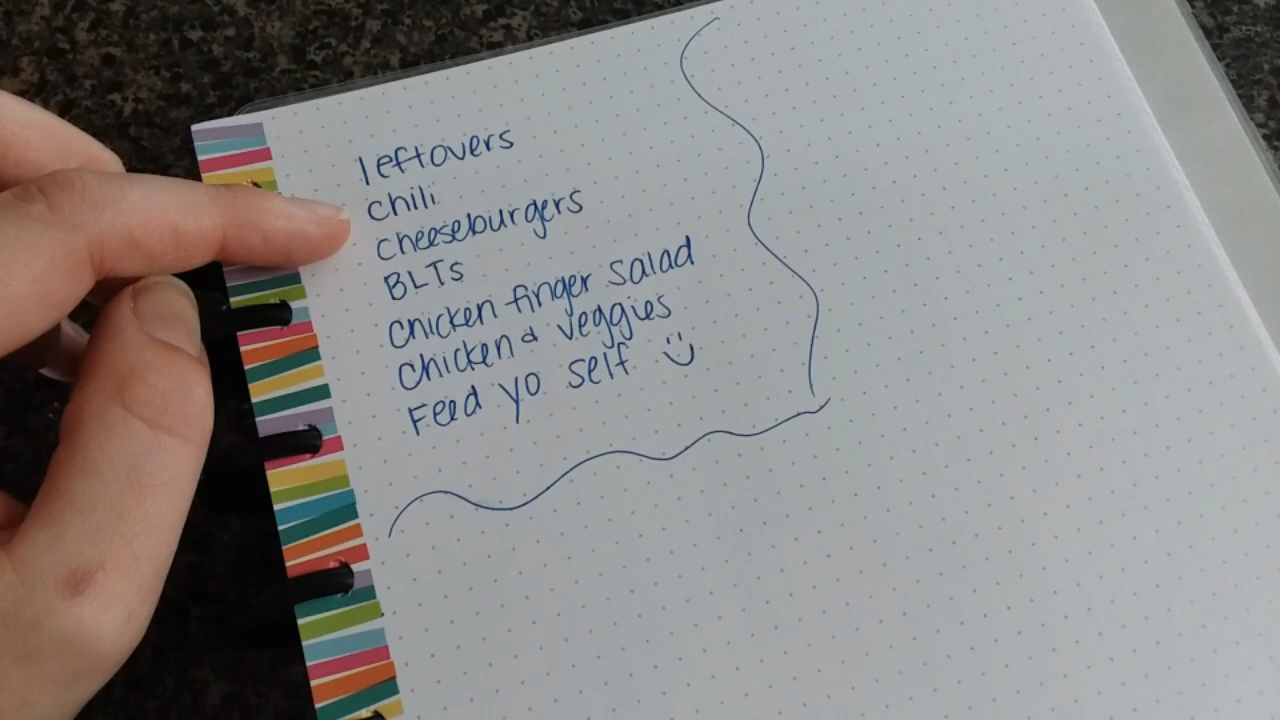 leftovers
chili
cheeseburgers
BLTs
chicken finger salad
chicken & veggies
Feed yo self